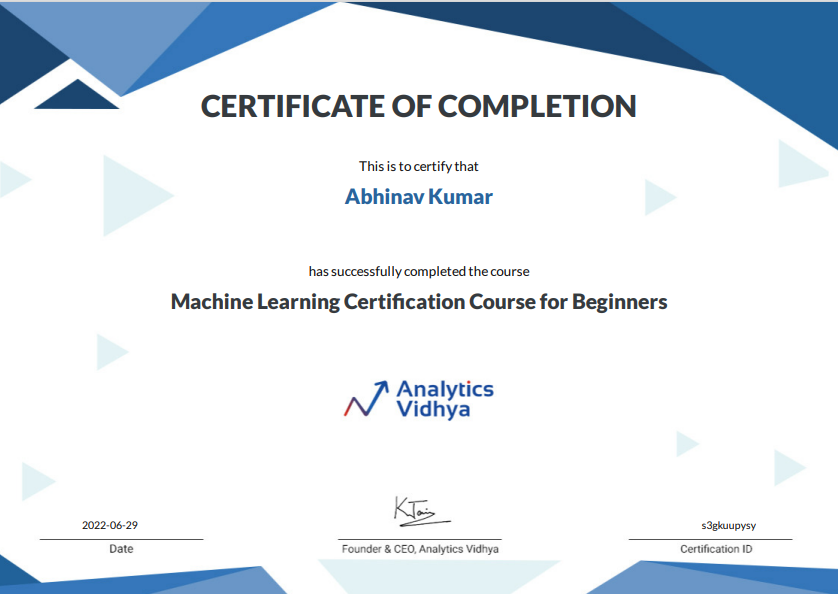 CERTIFICATE OF COMPLETION
This is to certify that
Abhinav Kumar
has successfully completed the course
Machine Learning Certification Course for Beginners
Analytics
Vidhya
KJain
2022-06-29
s3gkuupysy
Date
Founder & CEO, Analytics Vidhya
Certification ID